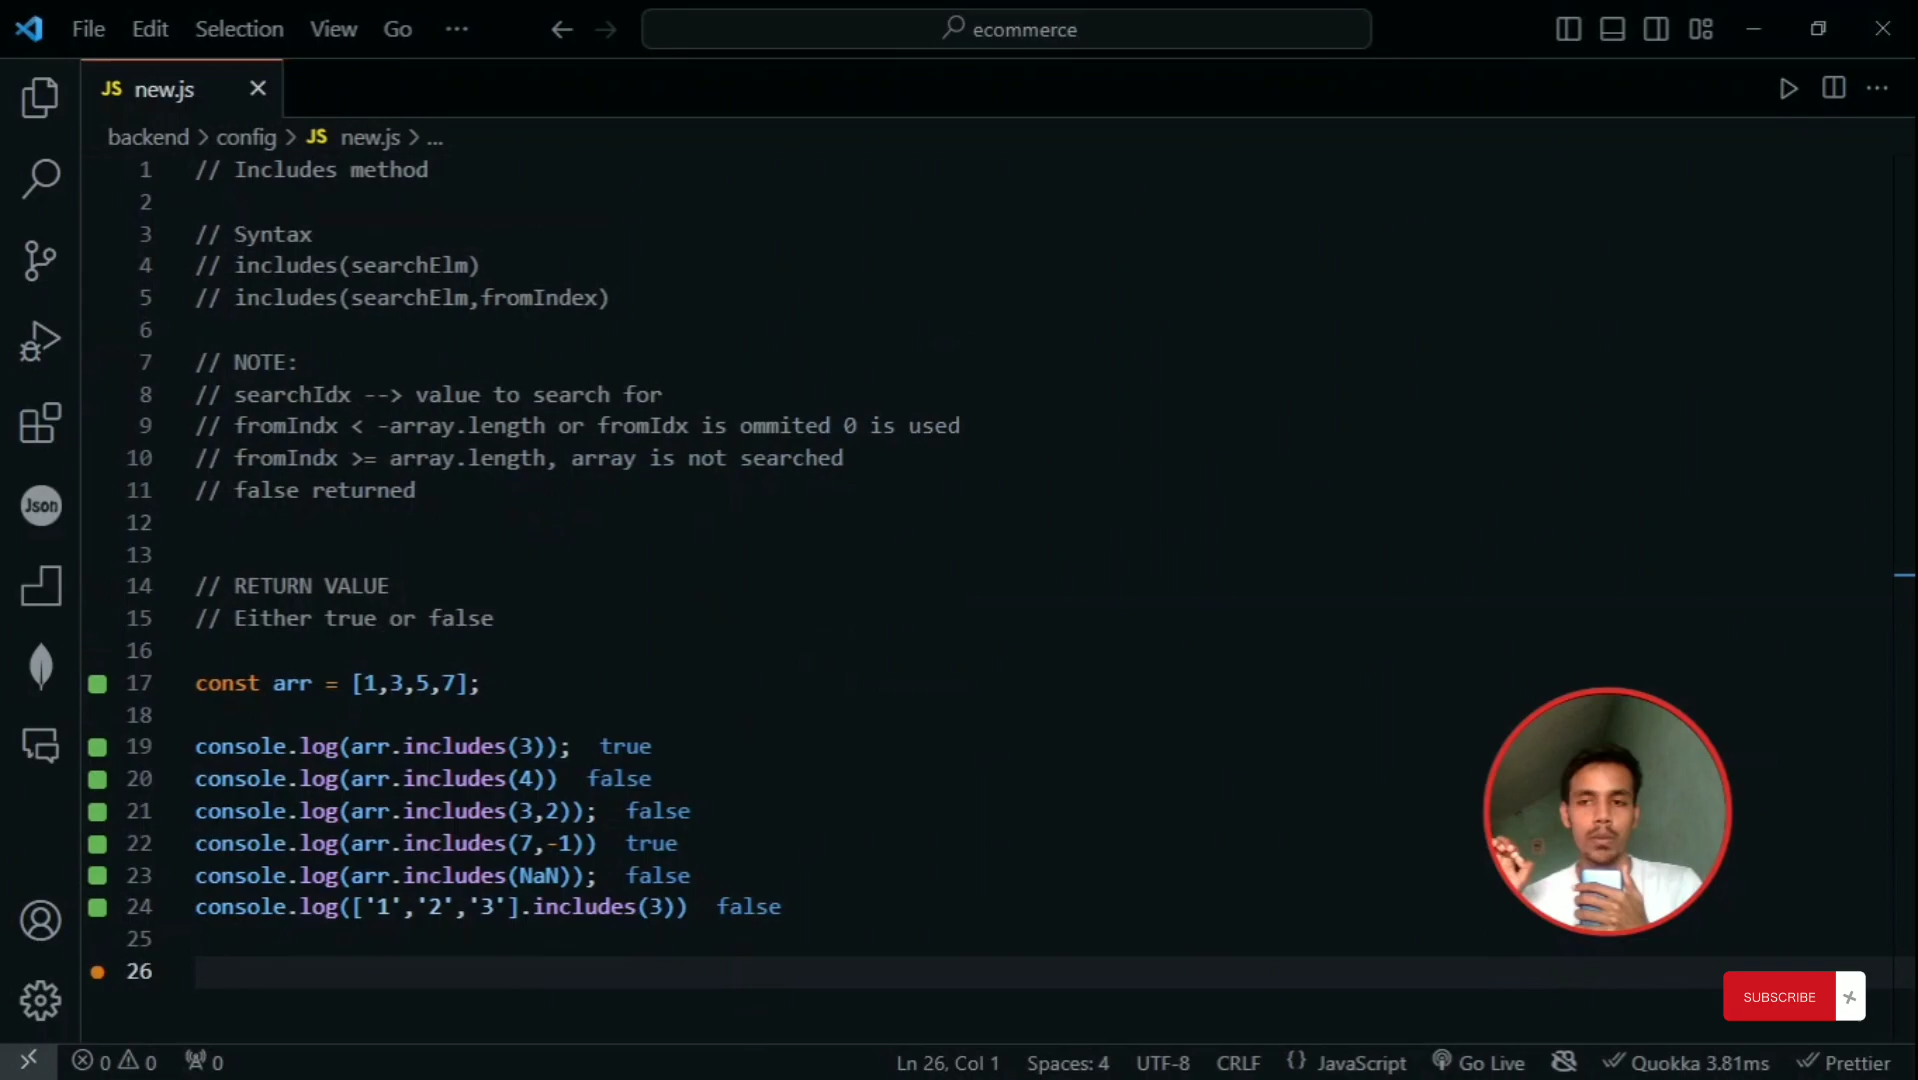 File Edit Selection View Go ··· ecommerce
JS new.js
backend > config > JS new.js > ...
1 // Includes method
2
3 // Syntax
4 // includes(searchElm)
5 // includes(searchElm,fromIndex)
6
7 // NOTE:
8 // searchIdx --> value to search for
9 // fromIndx < -array.length or fromIdx is ommited 0 is used
10 // fromIndx >= array.length, array is not searched
11 // false returned
12
13
14 // RETURN VALUE
15 // Either true or false
16
17 const arr = [1,3,5,7];
18
19 console.log(arr.includes(3)); true
20 console.log(arr.includes(4)) false
21 console.log(arr.includes(3,2)); false
22 console.log(arr.includes(7,-1)) true
23 console.log(arr.includes(NaN)); false
24 console.log(['1','2','3'].includes(3)) false
25
26
Json
SUBSCRIBE
0 0 0 Ln 26, Col 1 Spaces: 4 UTF-8 CRLF {} JavaScript Go Live Quokka 3.81ms Prettier